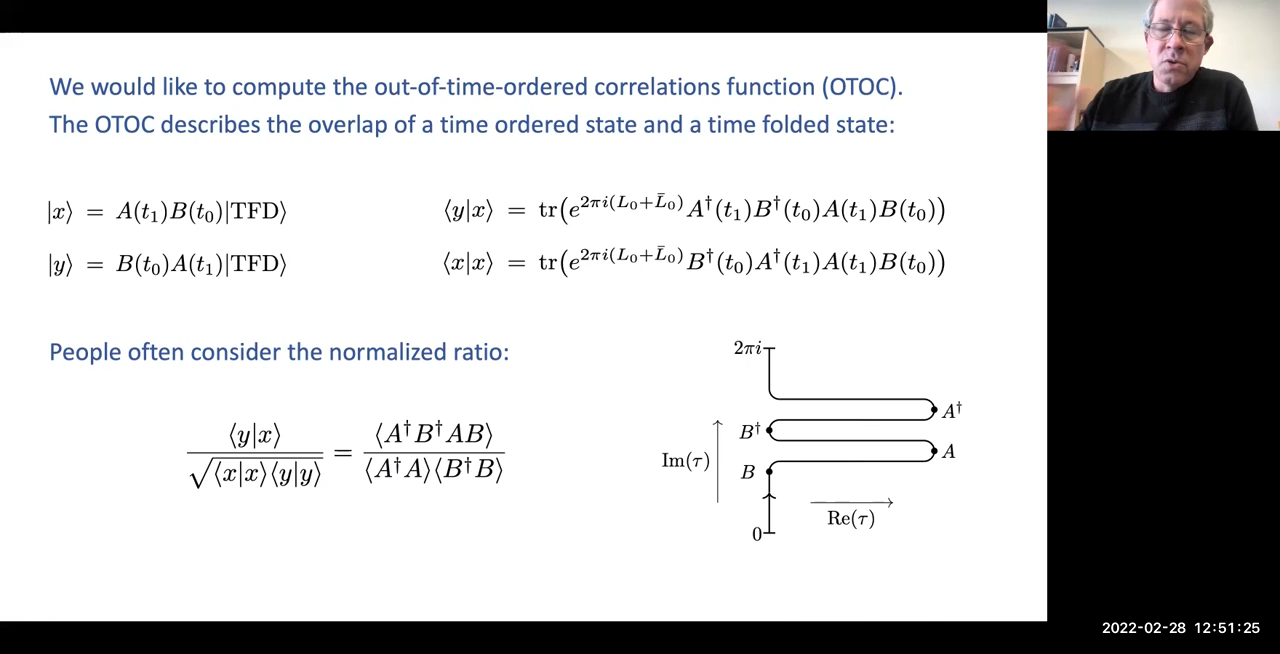 We would like to compute the out-of-time-ordered correlations function (OTOC).
The OTOC describes the overlap of a time ordered state and a time folded state:
|x⟩ = A(t₁)B(t₀)|TFD⟩
⟨y|x⟩ = tr(e^{2πi(L₀+L̄₀)}A†(t₁)B†(t₀)A(t₁)B(t₀))
|y⟩ = B(t₀)A(t₁)|TFD⟩
⟨x|x⟩ = tr(e^{2πi(L₀+L̄₀)}B†(t₀)A†(t₁)A(t₁)B(t₀))
People often consider the normalized ratio:
⟨y|x⟩ / √⟨x|x⟩⟨y|y⟩ = ⟨A†B†AB⟩ / ⟨A†A⟩⟨B†B⟩
2πi
A†
B†
A
Im(τ)
B
Re(τ)
0
2022-02-28 12:51:25